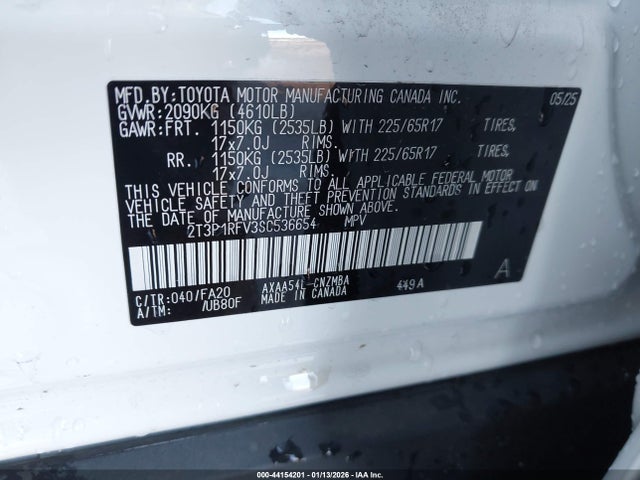 MFD.BY:TOYOTA MOTOR MANUFACTURING CANADA INC. 05/25
GVWR:2090KG (4610LB)
GAWR:FRT. 1150KG (2535LB) WITH 225/65R17 TIRES,
17x7.0J RIMS.
RR. 1150KG (2535LB) WITH 225/65R17 TIRES,
17x7.0J RIMS.
THIS VEHICLE CONFORMS TO ALL APPLICABLE FEDERAL MOTOR
VEHICLE SAFETY AND THEFT PREVENTION STANDARDS IN EFFECT ON
THE DATE OF MANUFACTURE SHOWN ABOVE.
2T3P1RFV3SC536654 MPV
C/TR:040/FA20 AXAA54L-CNZMBA 449A A
A/TM: /UB80F MADE IN CANADA
000-44154201 - 01/13/2026 - IAA Inc.